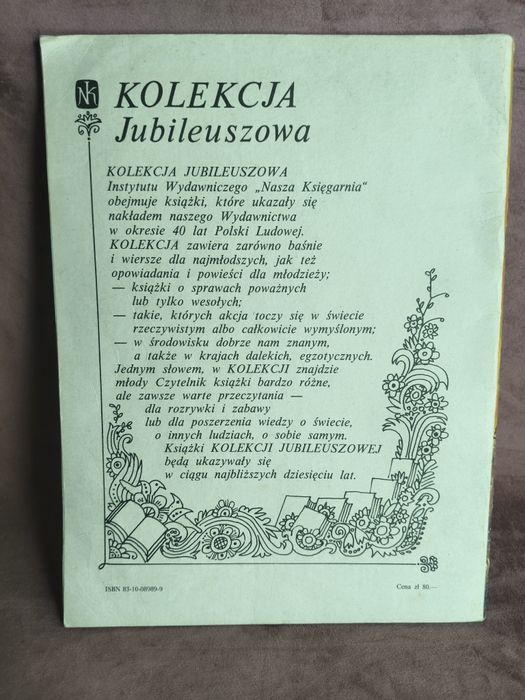 NK
KOLEKCJA
Jubileuszowa
KOLEKCJA JUBILEUSZOWA
Instytutu Wydawniczego „Nasza Księgarnia“
obejmuje książki, które ukazały się
nakładem naszego Wydawnictwa
w okresie 40 lat Polski Ludowej.
KOLEKCJA zawiera zarówno baśnie
i wiersze dla najmłodszych, jak też
opowiadania i powieści dla młodzieży;
— książki o sprawach poważnych
lub tylko wesołych;
— takie, których akcja toczy się w świecie
rzeczywistym albo całkowicie wymyślonym;
— w środowisku dobrze nam znanym,
a także w krajach dalekich, egzotycznych.
Jednym słowem, w KOLEKCJI znajdzie
młody Czytelnik książki bardzo różne,
ale zawsze warte przeczytania —
dla rozrywki i zabawy
lub dla poszerzenia wiedzy o świecie,
o innych ludziach, o sobie samym.
Książki KOLEKCJI JUBILEUSZOWEJ
będą ukazywały się
w ciągu najbliższych dziesięciu lat.
ISBN 83-10-08989-9
Cena zł 80.—